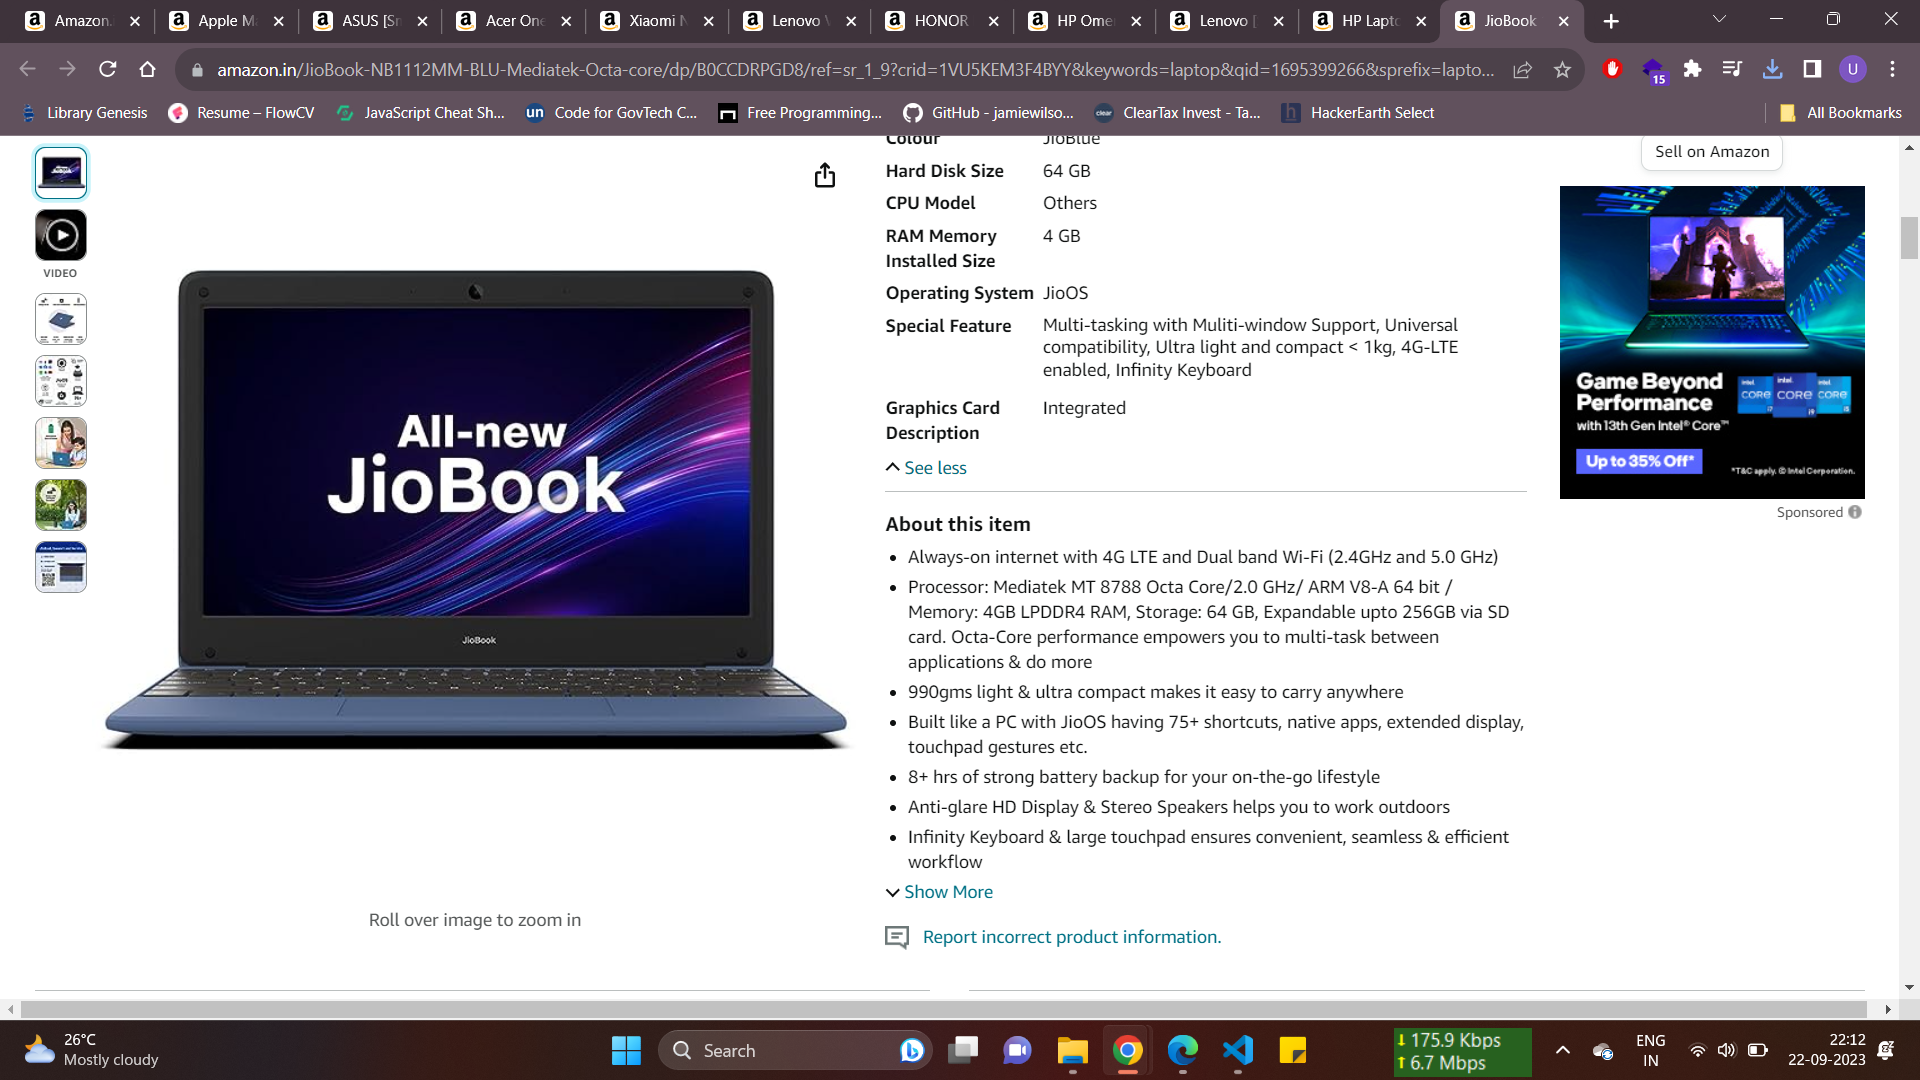 Amazon.
Apple Ma
ASUS [Sm
Acer One
Xiaomi N
Lenovo V
HONOR
HP Omen
Lenovo [
HP Lapto
JioBook
amazon.in/JioBook-NB1112MM-BLU-Mediatek-Octa-core/dp/B0CCDRPGD8/ref=sr_1_9?crid=1VU5KEM3F4BYY&keywords=laptop&qid=1695399266&sprefix=lapto...
15
U
Library Genesis
Resume – FlowCV
JavaScript Cheat Sh...
un
Code for GovTech C...
Free Programming...
GitHub - jamiewilso...
clear
ClearTax Invest - Ta...
h
HackerEarth Select
All Bookmarks
Colour JioBlue
Hard Disk Size 64 GB
CPU Model Others
RAM Memory 4 GB
Installed Size
Operating System JioOS
Special Feature Multi-tasking with Muliti-window Support, Universal
compatibility, Ultra light and compact < 1kg, 4G-LTE
enabled, Infinity Keyboard
Graphics Card Integrated
Description
See less
About this item
Always-on internet with 4G LTE and Dual band Wi-Fi (2.4GHz and 5.0 GHz)
Processor: Mediatek MT 8788 Octa Core/2.0 GHz/ ARM V8-A 64 bit /
Memory: 4GB LPDDR4 RAM, Storage: 64 GB, Expandable upto 256GB via SD
card. Octa-Core performance empowers you to multi-task between
applications & do more
990gms light & ultra compact makes it easy to carry anywhere
Built like a PC with JioOS having 75+ shortcuts, native apps, extended display,
touchpad gestures etc.
8+ hrs of strong battery backup for your on-the-go lifestyle
Anti-glare HD Display & Stereo Speakers helps you to work outdoors
Infinity Keyboard & large touchpad ensures convenient, seamless & efficient
workflow
Show More
Report incorrect product information.
VIDEO
All-new
JioBook
JioBook
Roll over image to zoom in
Sell on Amazon
Game Beyond
Performance
with 13th Gen Intel® Core™
intel. intel. intel.
CORE CORE CORE
i7 i9 i5
Up to 35% Off*
*T&C apply. © Intel Corporation.
Sponsored
26°C
Mostly cloudy
Search
175.9 Kbps
6.7 Mbps
ENG
IN
22:12
22-09-2023